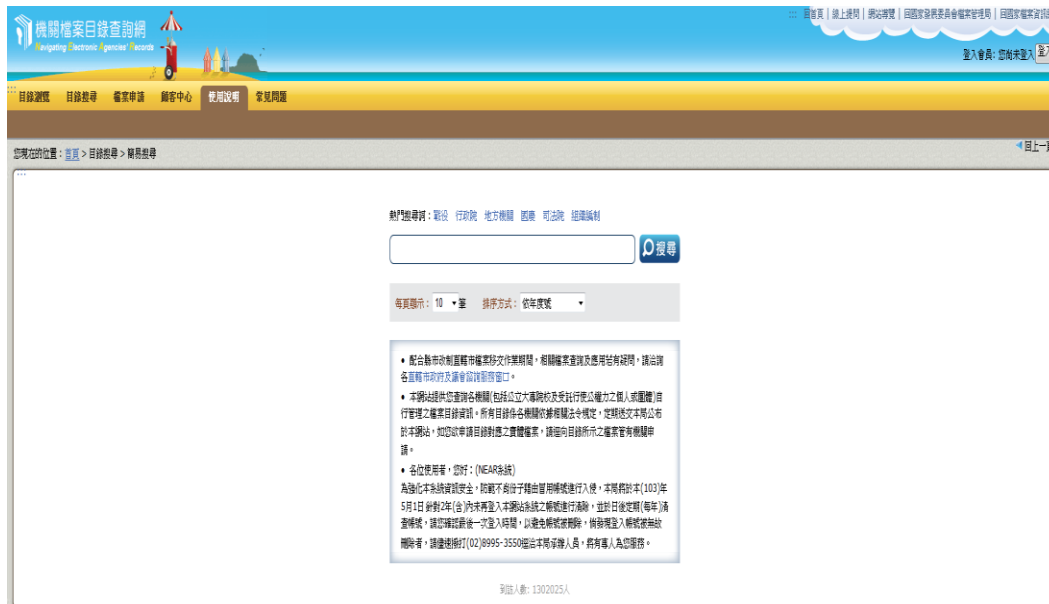 ::: 回首頁 | 線上提問 | 網站導覽 | 回國家發展委員會檔案管理局 | 回國家檔案資訊
機關檔案目錄查詢網
Navigating Electronic Agencies' Records
登入會員: 您尚未登入 登入
::: 目錄瀏覽 目錄搜尋 檔案申請 顧客中心 使用說明 常見問題
您現在的位置：首頁 > 目錄搜尋 > 簡易搜尋
回上一頁
:::
熱門搜尋詞：戰役 行政院 地方機關 國慶 司法院 組織編制
搜尋
每頁顯示： 10 筆 排序方式： 依年度號
• 配合縣市改制直轄市檔案移交作業期間，相關檔案查詢及應用若有疑問，請洽詢
各直轄市政府及議會諮詢服務窗口。
• 本網站提供您查詢各機關(包括公立大專院校及受託行使公權力之個人或團體)自
行管理之檔案目錄資訊。所有目錄係各機關依據相關法令規定，定期送交本局公布
於本網站，如您欲申請目錄對應之實體檔案，請逕向目錄所示之檔案管有機關申
請。
• 各位使用者，您好：(NEAR系統)
為強化本系統資訊安全，防範不肖份子藉由冒用帳號進行入侵，本局將於本(103)年
5月1日 針對2年(含)內未再登入本網站系統之帳號進行清除，並於日後定期(每年)清
查帳號，請您確認最後一次登入時間，以避免帳號被刪除，倘發現登入帳號被無故
刪除者，請儘速撥打(02)8995-3550逕洽本局承辦人員，將有專人為您服務。
到訪人數: 1302025人